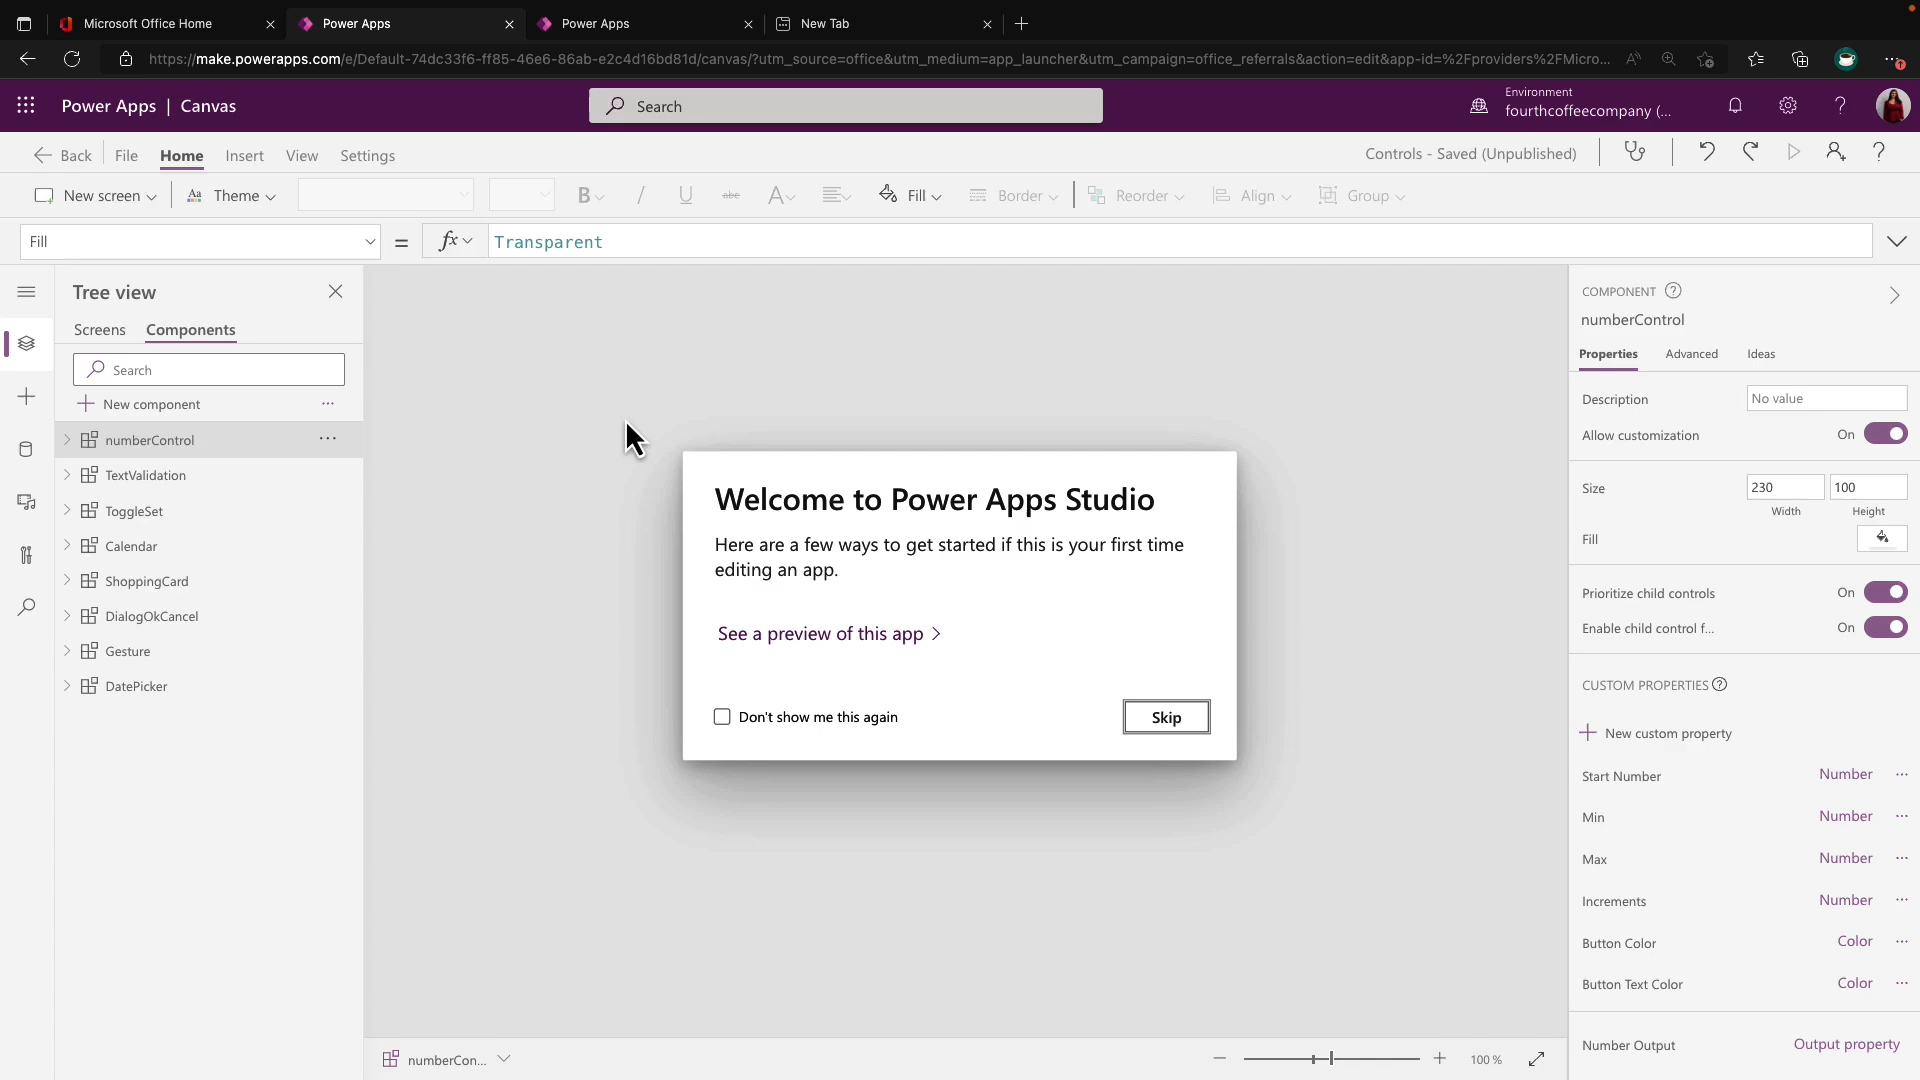 Microsoft Office Home
Power Apps
Power Apps
New Tab
https://make.powerapps.com/e/Default-74dc33f6-ff85-46e6-86ab-e2c4d16bd81d/canvas/?utm_source=office&utm_medium=app_launcher&utm_campaign=office_referrals&action=edit&app-id=%2Fproviders%2FMicro...
Power Apps | Canvas
Search
Environment
fourthcoffeecompany (...
Back
File
Home
Insert
View
Settings
Controls - Saved (Unpublished)
New screen
Theme
B
I
U
abc
A
Fill
Border
Reorder
Align
Group
Fill
=
fx
Transparent
Tree view
Screens
Components
Search
New component
numberControl
TextValidation
ToggleSet
Calendar
ShoppingCard
DialogOkCancel
Gesture
DatePicker
Welcome to Power Apps Studio
Here are a few ways to get started if this is your first time
editing an app.
See a preview of this app
Don't show me this again
Skip
COMPONENT
numberControl
Properties
Advanced
Ideas
Description
No value
Allow customization
On
Size
230
100
Width
Height
Fill
Prioritize child controls
On
Enable child control f...
On
CUSTOM PROPERTIES
New custom property
Start Number
Number
Min
Number
Max
Number
Increments
Number
Button Color
Color
Button Text Color
Color
Number Output
Output property
numberCon...
100 %